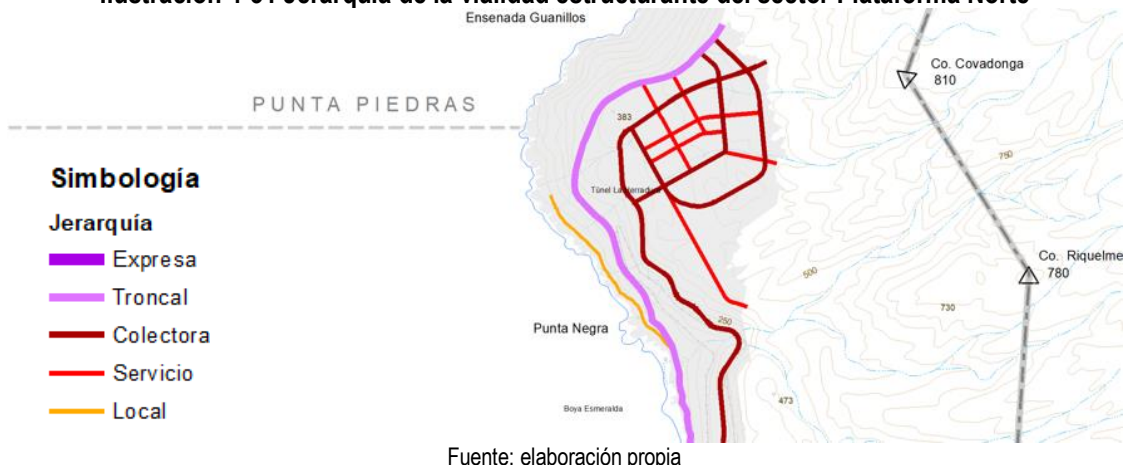 Ensenada Guanillos
Co. Covadonga
810
PUNTA PIEDRAS
383
750
Simbología
Túnel La
Jerarquía
Expresa
Co. Riquelme
780
500
Troncal
730
Punta Negra
250
Colectora
Servicio
473
Local
Boya Esmeralda
Fuente: elaboración propia